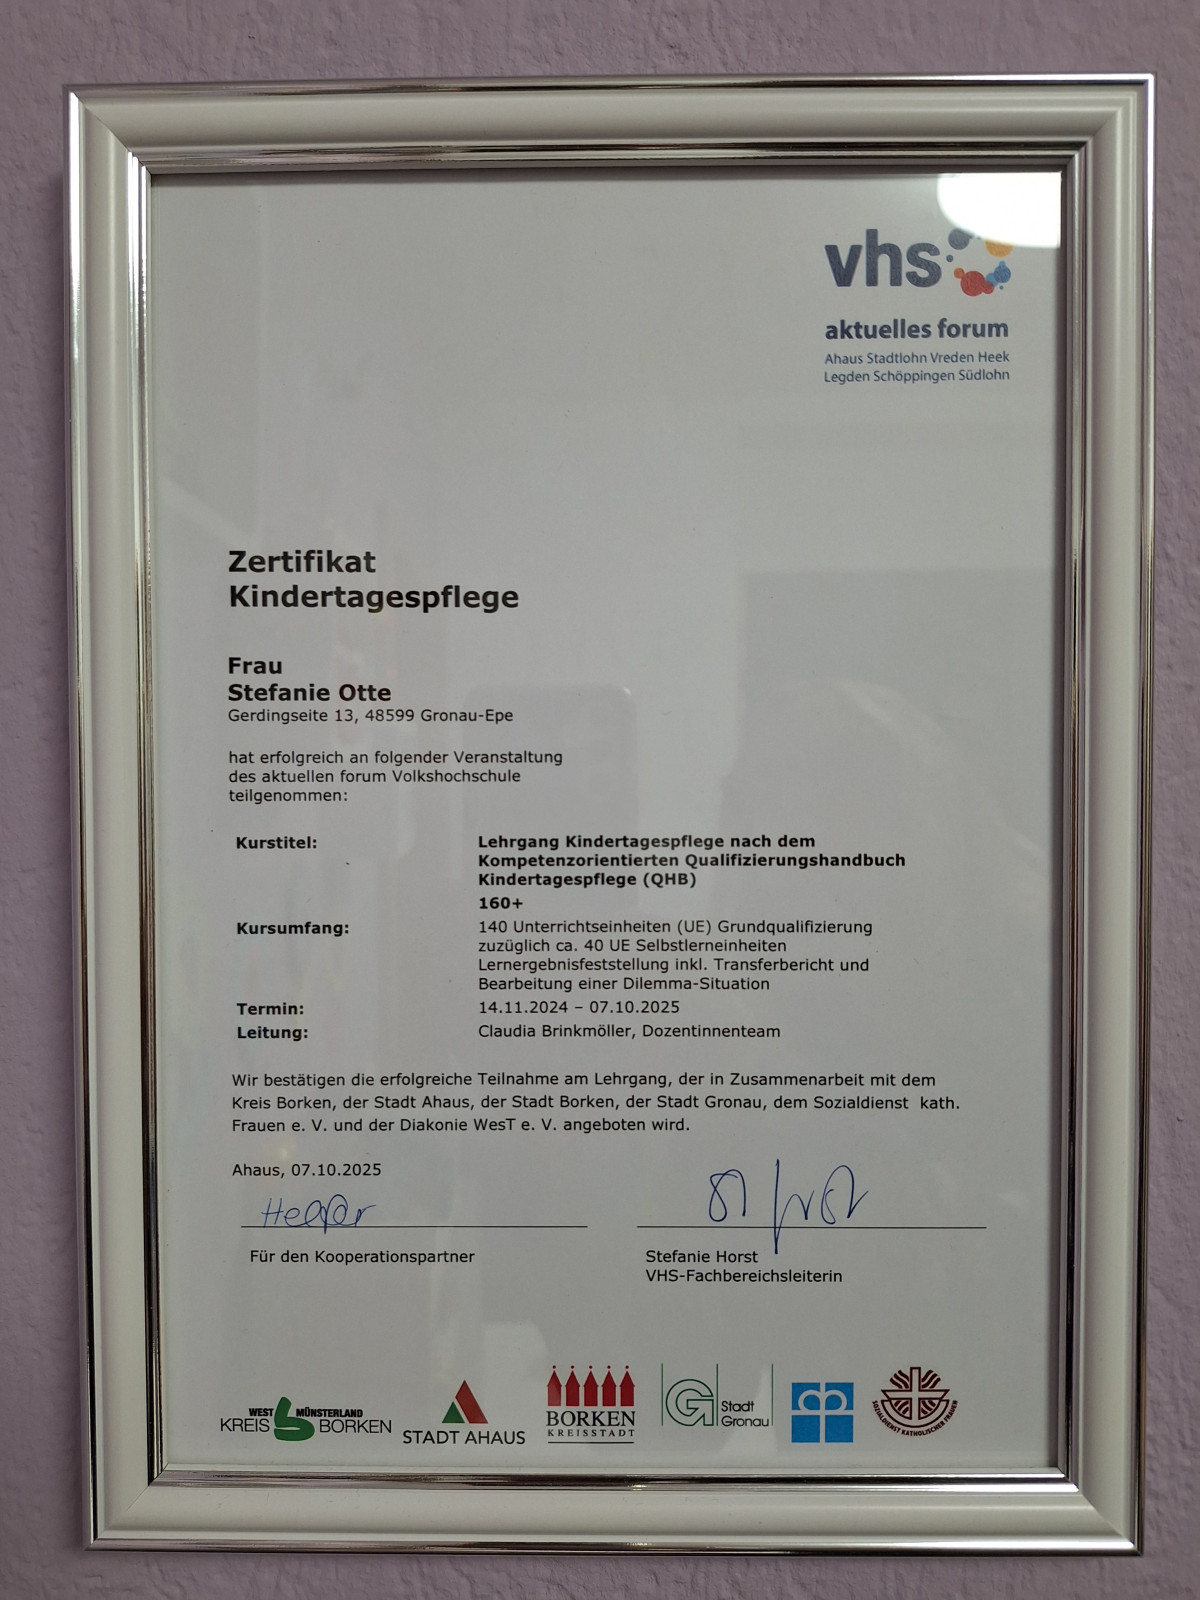 vhs
aktuelles forum
Ahaus Stadtlohn Vreden Heek
Legden Schöppingen Südlohn
Zertifikat
Kindertagespflege
Frau
Stefanie Otte
Gerdingseite 13, 48599 Gronau-Epe
hat erfolgreich an folgender Veranstaltung
des aktuellen forum Volkshochschule
teilgenommen:
Kurstitel: Lehrgang Kindertagespflege nach dem
Kompetenzorientierten Qualifizierungshandbuch
Kindertagespflege (QHB)
160+
Kursumfang: 140 Unterrichtseinheiten (UE) Grundqualifizierung
zuzüglich ca. 40 UE Selbstlerneinheiten
Lernergebnisfeststellung inkl. Transferbericht und
Bearbeitung einer Dilemma-Situation
Termin: 14.11.2024 – 07.10.2025
Leitung: Claudia Brinkmöller, Dozentinnenteam
Wir bestätigen die erfolgreiche Teilnahme am Lehrgang, der in Zusammenarbeit mit dem
Kreis Borken, der Stadt Ahaus, der Stadt Borken, der Stadt Gronau, dem Sozialdienst kath.
Frauen e. V. und der Diakonie WesT e. V. angeboten wird.
Ahaus, 07.10.2025
Für den Kooperationspartner
Stefanie Horst
VHS-Fachbereichsleiterin
WEST MÜNSTERLAND
KREIS BORKEN
STADT AHAUS
BORKEN
KREISSTADT
Stadt
Gronau
SOZIALDIENST KATHOLISCHER FRAUEN